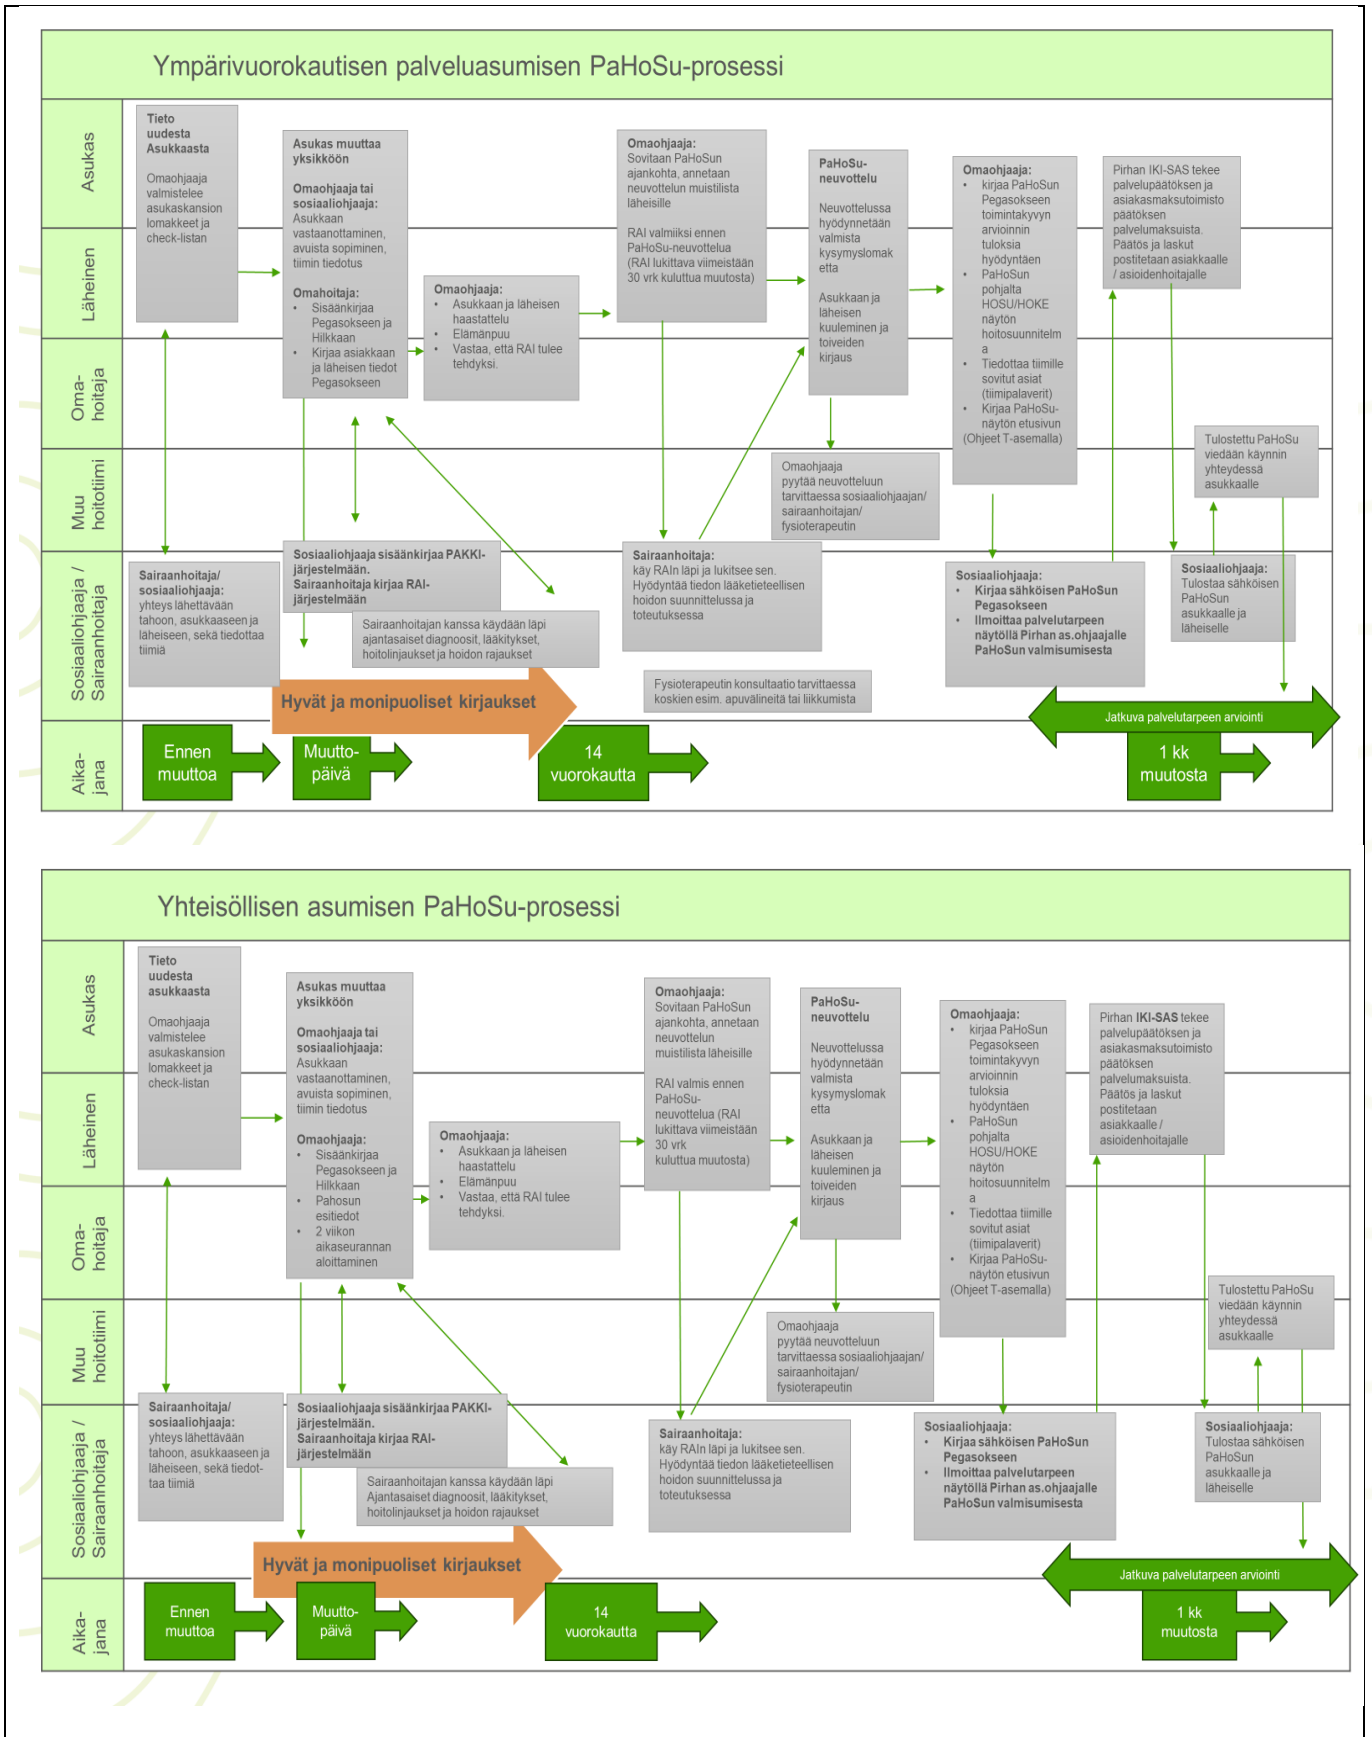 Ympärivuorokautisen palveluasumisen PaHoSu-prosessi
Asukas
Läheinen
Oma-
hoitaja
Muu
hoitotiimi
Sosiaaliohjaaja /
Sairaanhoitaja
Aika-
jana
Tieto
uudesta
Asukkaasta
Omaohjaaja
valmistelee
asukaskansion
lomakkeet ja
check-listan
Asukas muuttaa
yksikköön
Omaohjaaja tai
sosiaaliohjaaja:
Asukkaan
vastaanottaminen,
avuista sopiminen,
tiimin tiedotus
Omahoitaja:
• Sisäänkirjaa
Pegasokseen ja
Hilkkaan
• Kirjaa asiakkaan
ja läheisen tiedot
Pegasokseen
Omaohjaaja:
• Asukkaan ja läheisen
haastattelu
• Elämänpuu
• Vastaa, että RAI tulee
tehdyksi.
Omaohjaaja:
Sovitaan PaHoSun
ajankohta, annetaan
neuvottelun muistilista
läheisille
RAI valmiiksi ennen
PaHoSu-neuvottelua
(RAI lukittava viimeistään
30 vrk kuluttua muutosta)
PaHoSu-
neuvottelu
Neuvottelussa
hyödynnetään
valmista
kysymyslomak
etta
Asukkaan ja
läheisen
kuuleminen ja
toiveiden
kirjaus
Omaohjaaja:
• kirjaa PaHoSun
Pegasokseen
toimintakyvyn
arvioinnin
tuloksia
hyödyntäen
• PaHoSun
pohjalta
HOSU/HOKE
näytön
hoitosuunnitelm
a
• Tiedottaa tiimille
sovitut asiat
(tiimipalaverit)
• Kirjaa PaHoSu-
näytön etusivun
(Ohjeet T-asemalla)
Pirhan IKI-SAS tekee
palvelupäätöksen ja
asiakasmaksutoimisto
päätöksen
palvelumaksuista.
Päätös ja laskut
postitetaan asiakkaalle
/ asioidenhoitajalle
Tulostettu PaHoSu
viedään käynnin
yhteydessä
asukkaalle
Omaohjaaja
pyytää neuvotteluun
tarvittaessa sosiaaliohjaajan/
sairaanhoitajan/
fysioterapeutin
Sairaanhoitaja/
sosiaaliohjaaja:
yhteys lähettävään
tahoon, asukkaaseen ja
läheiseen, sekä tiedottaa
tiimiä
Sosiaaliohjaaja sisäänkirjaa PAKKI-
järjestelmään.
Sairaanhoitaja kirjaa RAI-
järjestelmään
Sairaanhoitajan kanssa käydään läpi
ajantasaiset diagnoosit, lääkitykset,
hoitolinjaukset ja hoidon rajaukset
Sairaanhoitaja:
käy RAIn läpi ja lukitsee sen.
Hyödyntää tiedon lääketieteellisen
hoidon suunnittelussa ja
toteutuksessa
Fysioterapeutin konsultaatio tarvittaessa
koskien esim. apuvälineitä tai liikkumista
Sosiaaliohjaaja:
• Kirjaa sähköisen PaHoSun
Pegasokseen
• Ilmoittaa palvelutarpeen
näytöllä Pirhan as.ohjaajalle
PaHoSun valmisumisesta
Sosiaaliohjaaja:
Tulostaa sähköisen
PaHoSun
asukkaalle ja
läheiselle
Hyvät ja monipuoliset kirjaukset
Jatkuva palvelutarpeen arviointi
Ennen
muuttoa
Muutto-
päivä
14
vuorokautta
1 kk
muutosta
Yhteisöllisen asumisen PaHoSu-prosessi
Asukas
Läheinen
Oma-
hoitaja
Muu
hoitotiimi
Sosiaaliohjaaja /
Sairaanhoitaja
Aika-
jana
Tieto
uudesta
asukkaasta
Omaohjaaja
valmistelee
asukaskansion
lomakkeet ja
check-listan
Asukas muuttaa
yksikköön
Omaohjaaja tai
sosiaaliohjaaja:
Asukkaan
vastaanottaminen,
avuista sopiminen,
tiimin tiedotus
Omaohjaaja:
• Sisäänkirjaa
Pegasokseen ja
Hilkkaan
• Pahosun
esitiedot
• 2 viikon
aikaseurannan
aloittaminen
Omaohjaaja:
• Asukkaan ja läheisen
haastattelu
• Elämänpuu
• Vastaa, että RAI tulee
tehdyksi.
Omaohjaaja:
Sovitaan PaHoSun
ajankohta, annetaan
neuvottelun
muistilista läheisille
RAI valmis ennen
PaHoSu-
neuvottelua (RAI
lukittava viimeistään
30 vrk
kuluttua muutosta)
PaHoSu-
neuvottelu
Neuvottelussa
hyödynnetään
valmista
kysymyslomak
etta
Asukkaan ja
läheisen
kuuleminen ja
toiveiden
kirjaus
Omaohjaaja:
• kirjaa PaHoSun
Pegasokseen
toimintakyvyn
arvioinnin
tuloksia
hyödyntäen
• PaHoSun
pohjalta
HOSU/HOKE
näytön
hoitosuunnitelm
a
• Tiedottaa tiimille
sovitut asiat
(tiimipalaverit)
• Kirjaa PaHoSu-
näytön etusivun
(Ohjeet T-asemalla)
Pirhan IKI-SAS tekee
palvelupäätöksen ja
asiakasmaksutoimisto
päätöksen
palvelumaksuista.
Päätös ja laskut
postitetaan
asiakkaalle /
asioidenhoitajalle
Tulostettu PaHoSu
viedään käynnin
yhteydessä
asukkaalle
Omaohjaaja
pyytää neuvotteluun
tarvittaessa sosiaaliohjaajan/
sairaanhoitajan/
fysioterapeutin
Sairaanhoitaja/
sosiaaliohjaaja:
yhteys lähettävään
tahoon, asukkaaseen ja
läheiseen, sekä tiedot-
taa tiimiä
Sosiaaliohjaaja sisäänkirjaa PAKKI-
järjestelmään.
Sairaanhoitaja kirjaa RAI-
järjestelmään
Sairaanhoitajan kanssa käydään läpi
Ajantasaiset diagnoosit, lääkitykset,
hoitolinjaukset ja hoidon rajaukset
Sairaanhoitaja:
käy RAIn läpi ja lukitsee sen.
Hyödyntää tiedon lääketieteellisen
hoidon suunnittelussa ja
toteutuksessa
Sosiaaliohjaaja:
• Kirjaa sähköisen PaHoSun
Pegasokseen
• Ilmoittaa palvelutarpeen
näytöllä Pirhan as.ohjaajalle
PaHoSun valmisumisesta
Sosiaaliohjaaja:
Tulostaa sähköisen
PaHoSun
asukkaalle ja
läheiselle
Hyvät ja monipuoliset kirjaukset
Jatkuva palvelutarpeen arviointi
Ennen
muuttoa
Muutto-
päivä
14
vuorokautta
1 kk
muutosta